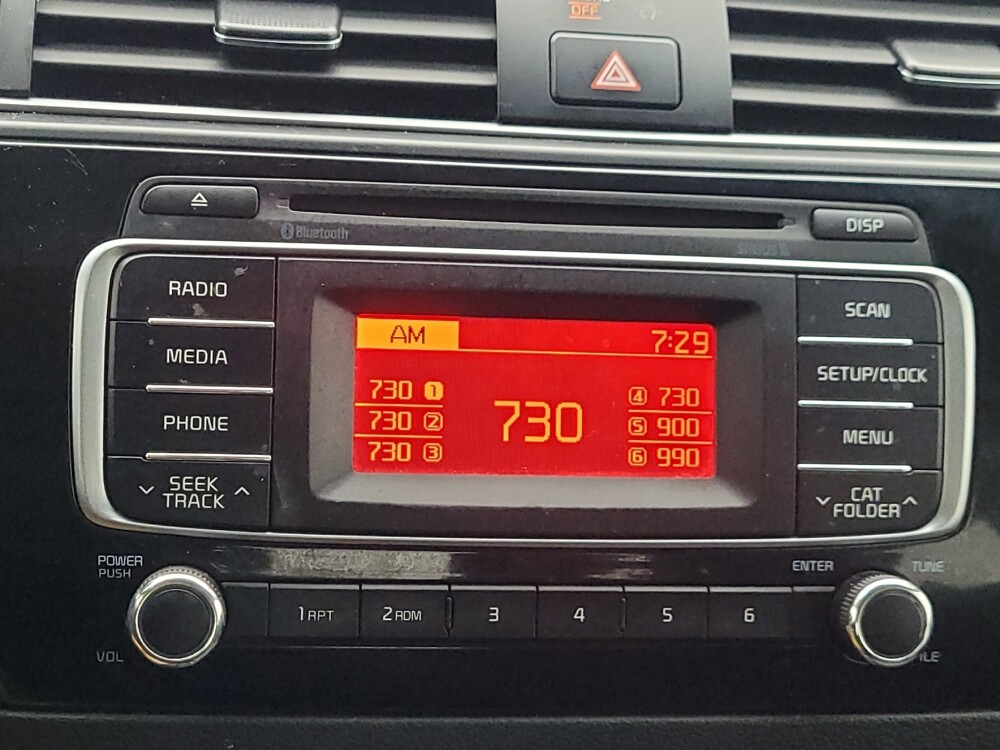 OFF
Bluetooth
DISP
RADIO
MEDIA
PHONE
SEEK
TRACK
AM 7:29
730 1
730 2
730 3
730
4 730
5 900
6 990
SCAN
SETUP/CLOCK
MENU
CAT
FOLDER
POWER
PUSH
VOL
1 RPT 2 RDM 3 4 5 6
ENTER
TUNE